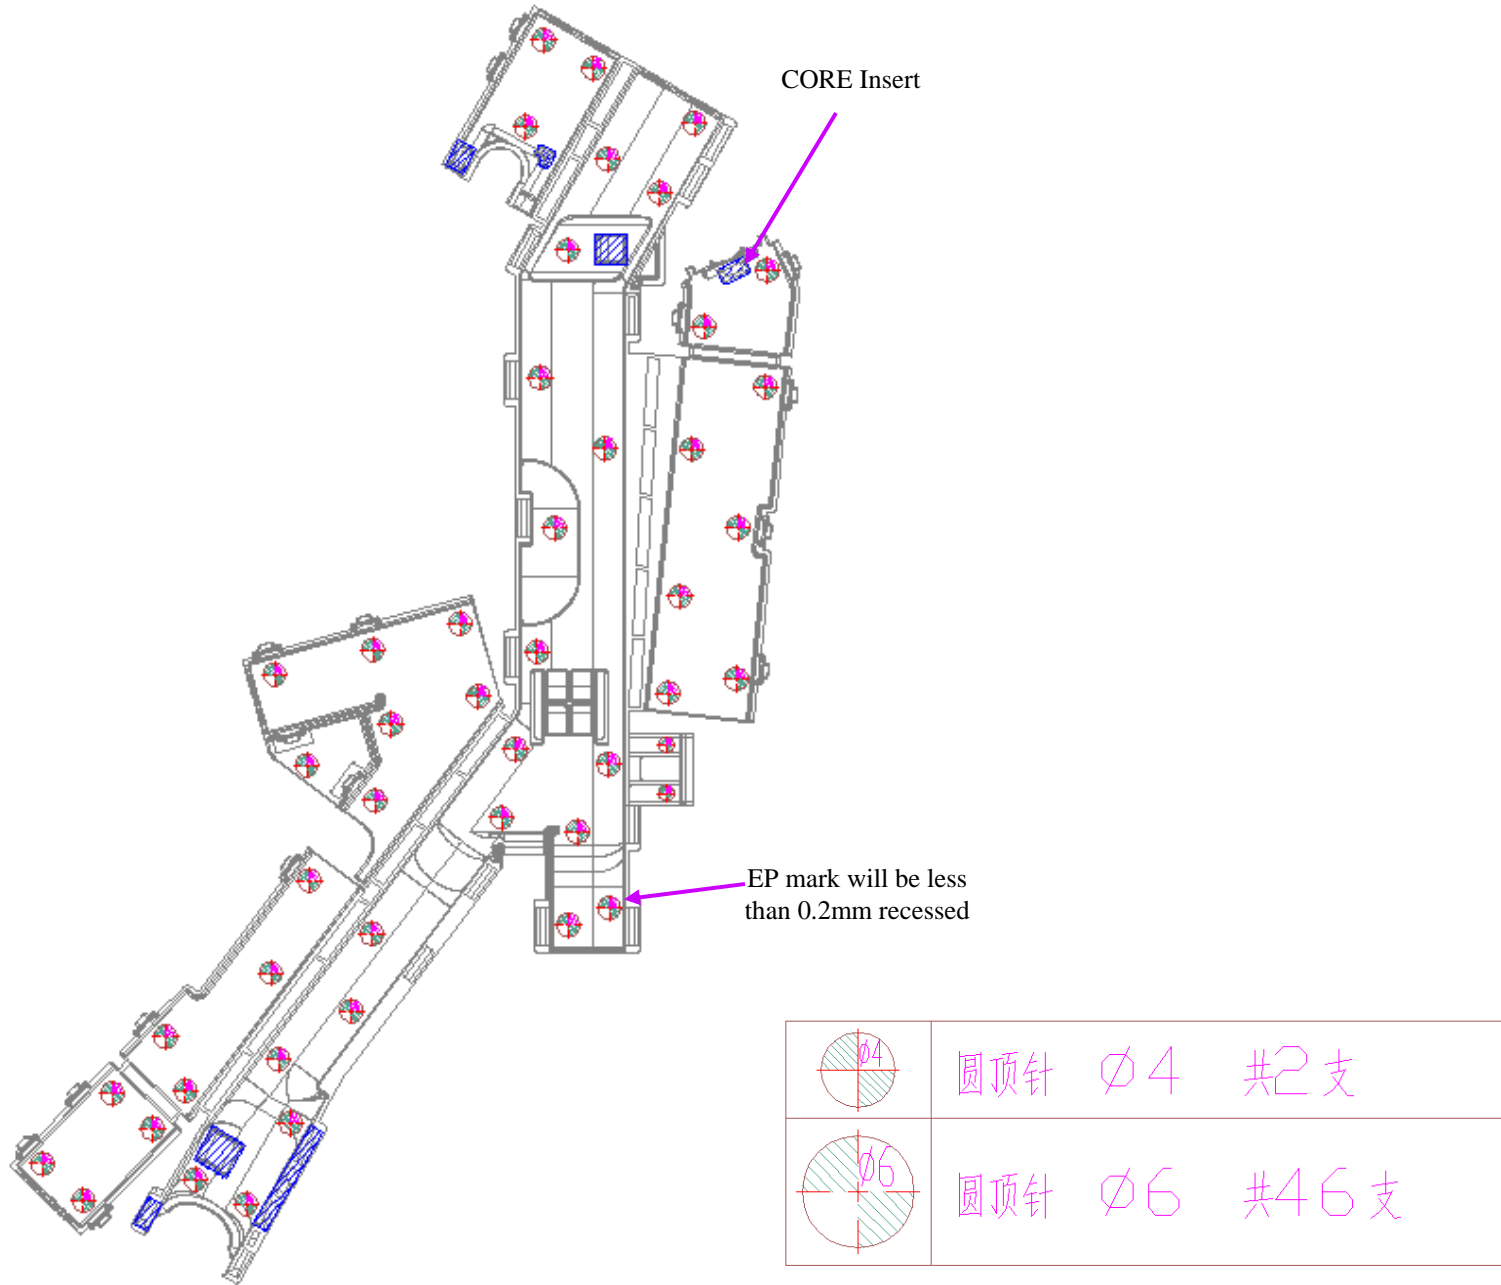 CORE Insert
EP mark will be less
than 0.2mm recessed
Ø4
圆顶针 Ø4 共2支
Ø6
圆顶针 Ø6 共46支